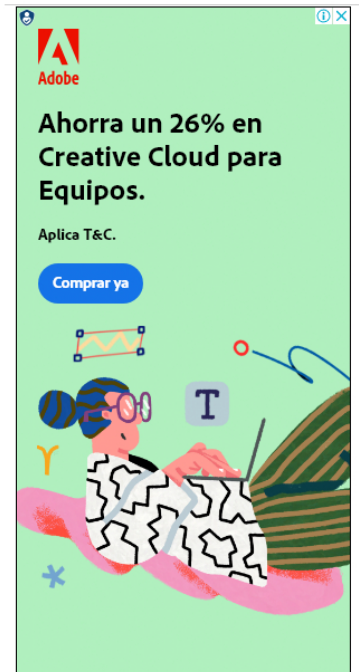 Adobe
Ahorra un 26% en
Creative Cloud para
Equipos.
Aplica T&C.
Comprar ya
T